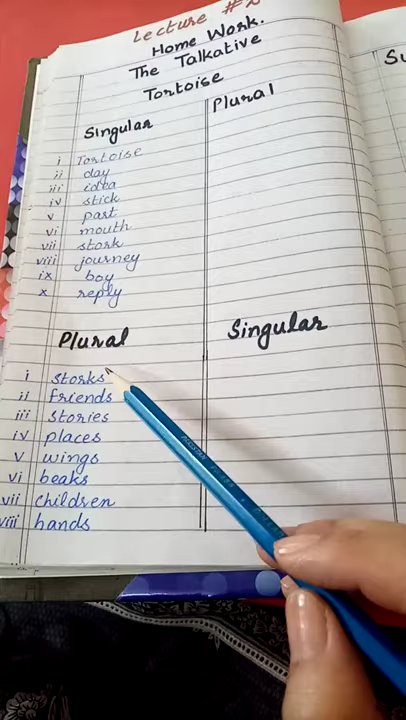 Lecture #2
Home Work.
The Talkative
Tortoise
Singular Plural
i Tortoise
ii day
iii idea
iv stick
v part
vi mouth
vii stork
viii journey
ix boy
x reply
Plural Singular
i storks
ii friends
iii stories
iv places
v wings
vi beaks
vii children
viii hands